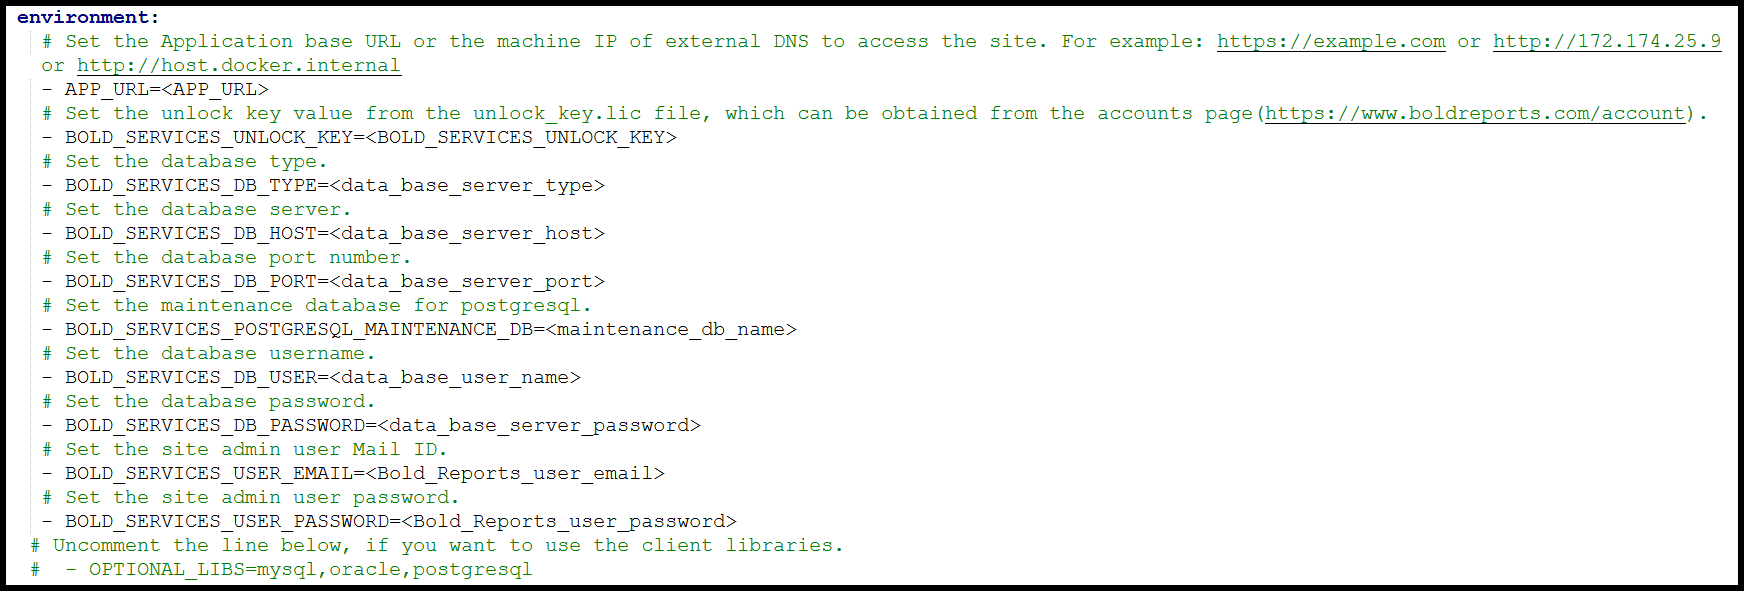 environment:
# Set the Application base URL or the machine IP of external DNS to access the site. For example: https://example.com or http://172.174.25.9
or http://host.docker.internal
- APP_URL=<APP_URL>
# Set the unlock key value from the unlock_key.lic file, which can be obtained from the accounts page(https://www.boldreports.com/account).
- BOLD_SERVICES_UNLOCK_KEY=<BOLD_SERVICES_UNLOCK_KEY>
# Set the database type.
- BOLD_SERVICES_DB_TYPE=<data_base_server_type>
# Set the database server.
- BOLD_SERVICES_DB_HOST=<data_base_server_host>
# Set the database port number.
- BOLD_SERVICES_DB_PORT=<data_base_server_port>
# Set the maintenance database for postgresql.
- BOLD_SERVICES_POSTGRESQL_MAINTENANCE_DB=<maintenance_db_name>
# Set the database username.
- BOLD_SERVICES_DB_USER=<data_base_user_name>
# Set the database password.
- BOLD_SERVICES_DB_PASSWORD=<data_base_server_password>
# Set the site admin user Mail ID.
- BOLD_SERVICES_USER_EMAIL=<Bold_Reports_user_email>
# Set the site admin user password.
- BOLD_SERVICES_USER_PASSWORD=<Bold_Reports_user_password>
# Uncomment the line below, if you want to use the client libraries.
#  - OPTIONAL_LIBS=mysql,oracle,postgresql